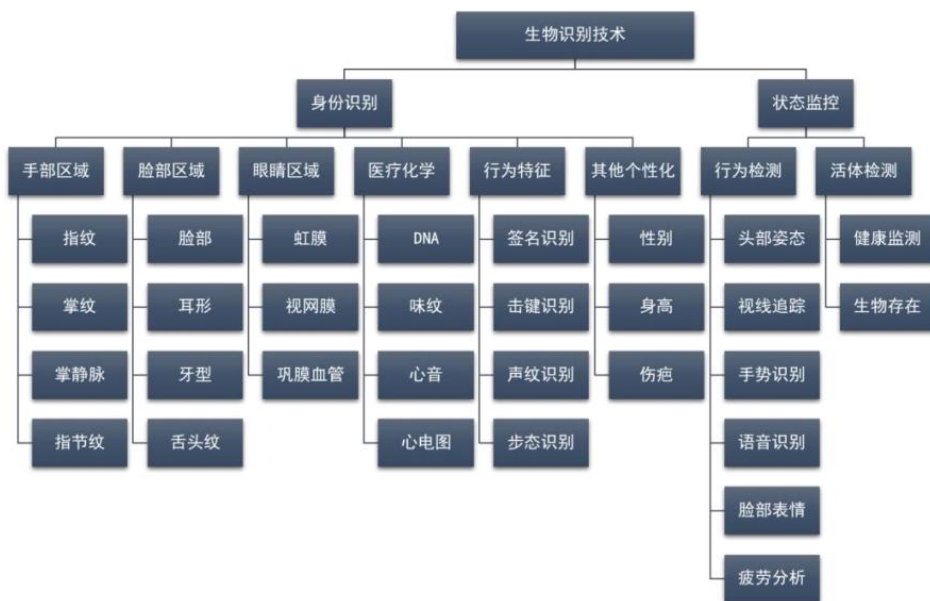 生物识别技术
身份识别
状态监控
手部区域
脸部区域
眼睛区域
医疗化学
行为特征
其他个性化
行为检测
活体检测
指纹
脸部
虹膜
DNA
签名识别
性别
头部姿态
健康监测
掌纹
耳形
视网膜
味纹
击键识别
身高
视线追踪
生物存在
掌静脉
牙型
巩膜血管
心音
声纹识别
伤疤
手势识别
指节纹
舌头纹
心电图
步态识别
语音识别
脸部表情
疲劳分析